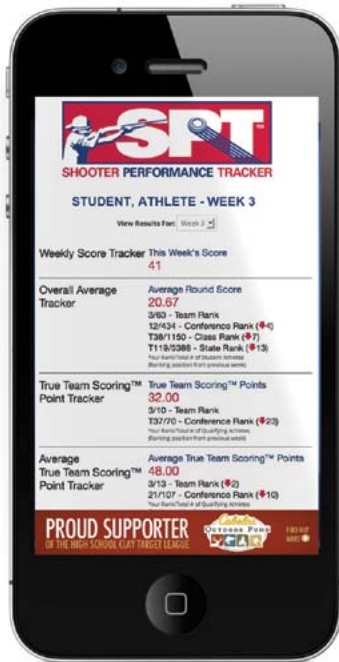 SPT™
SHOOTER PERFORMANCE TRACKER
STUDENT, ATHLETE - WEEK 3
View Results For: Week 3
Weekly Score Tracker This Week's Score
41
Overall Average Tracker
Average Round Score
20.67
3/63 - Team Rank
12/434 - Conference Rank (4)
T38/1150 - Class Rank (7)
T119/5388 - State Rank (13)
Your Rank/Total # of Student Athletes
(Ranking position from previous week)
True Team Scoring™ Point Tracker
True Team Scoring™ Points
32.00
3/10 - Team Rank
T37/70 - Conference Rank (23)
Your Rank/Total # of Qualifying Athletes
(Ranking position from previous week)
Average True Team Scoring™ Point Tracker
Average True Team Scoring™ Points
48.00
3/13 - Team Rank (2)
21/107 - Conference Rank (10)
Your Rank/Total # of Qualifying Athletes
PROUD SUPPORTER
OF THE HIGH SCHOOL CLAY TARGET LEAGUE
OUTDOOR FUND
FIND OUT
MORE